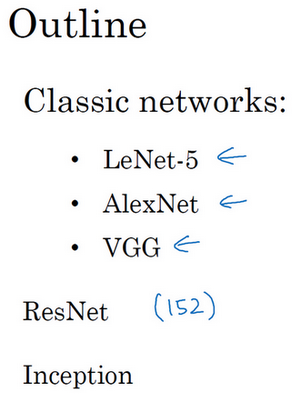 Outline
Classic networks:
• LeNet-5 ←
• AlexNet ←
• VGG ←
ResNet (152)
Inception